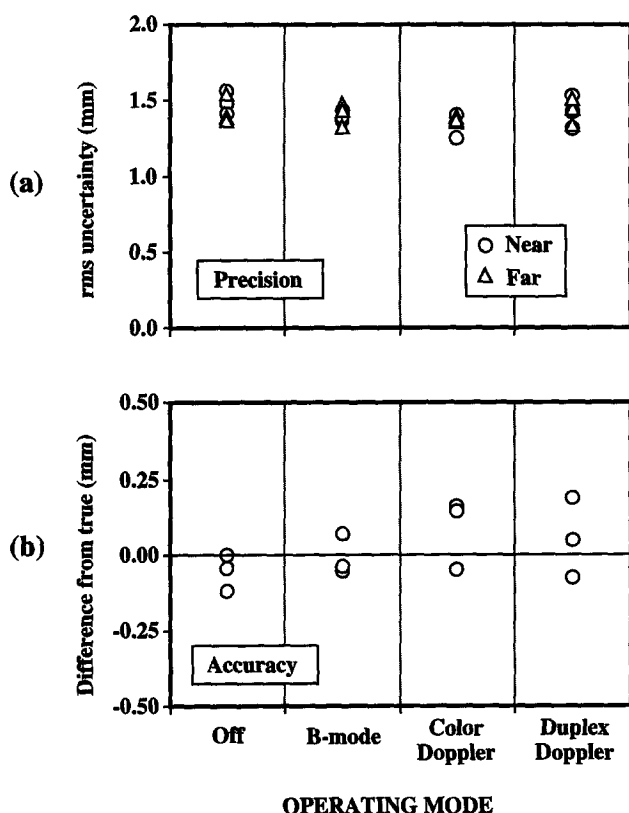 (a)
rms uncertainty (mm)
2.0
1.5
1.0
0.5
0.0
Precision
Near
Far
(b)
Difference from true (mm)
0.50
0.25
0.00
-0.25
-0.50
Accuracy
Off
B-mode
Color
Doppler
Duplex
Doppler
OPERATING MODE